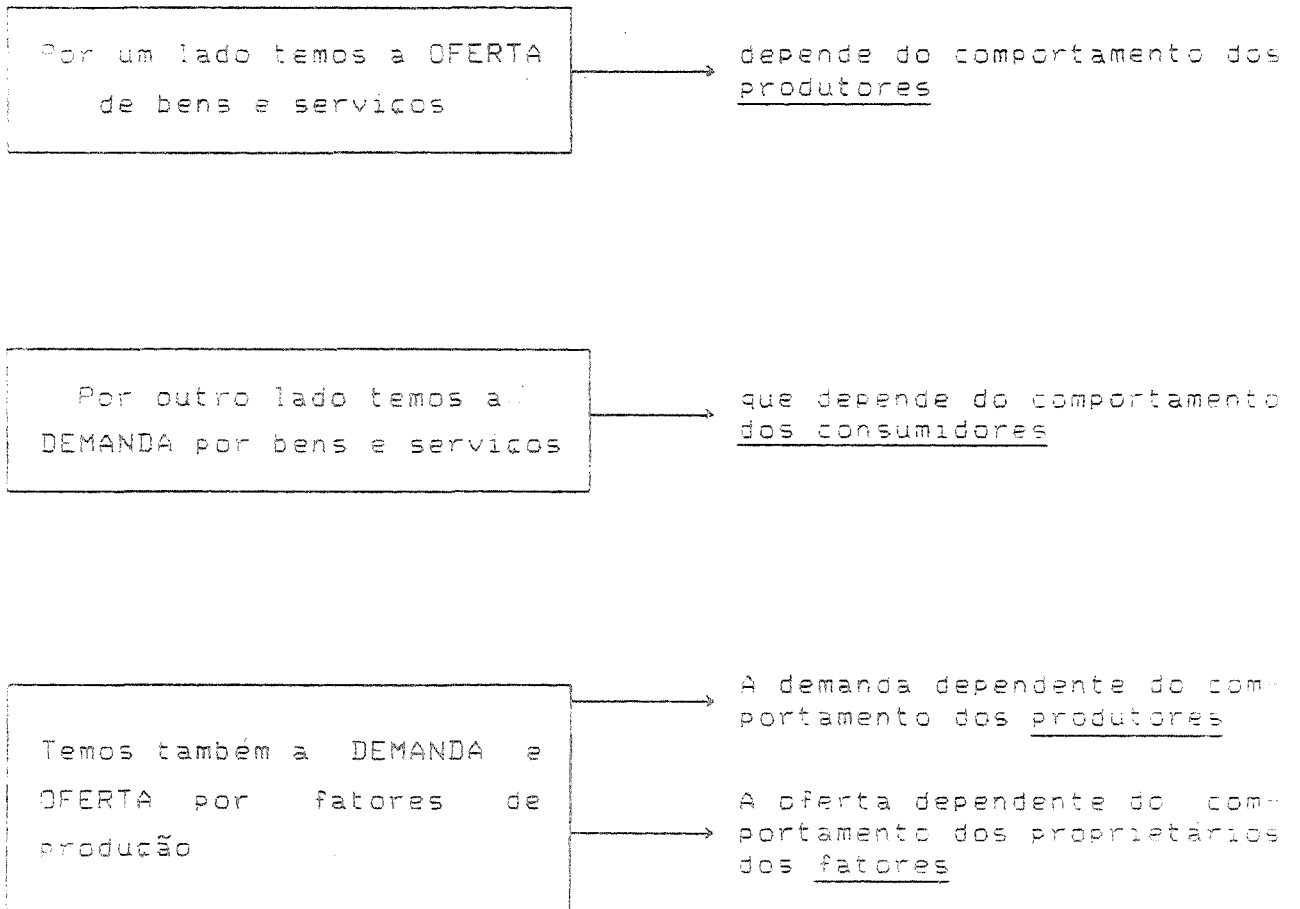 Por um lado temos a OFERTA
de bens e serviços
depende do comportamento dos
produtores
Por outro lado temos a
DEMANDA por bens e serviços
que depende do comportamento
dos consumidores
Temos também a DEMANDA e
OFERTA por fatores de
produção
A demanda dependente do com-
portamento dos produtores
A oferta dependente do com-
portamento dos proprietários
dos fatores